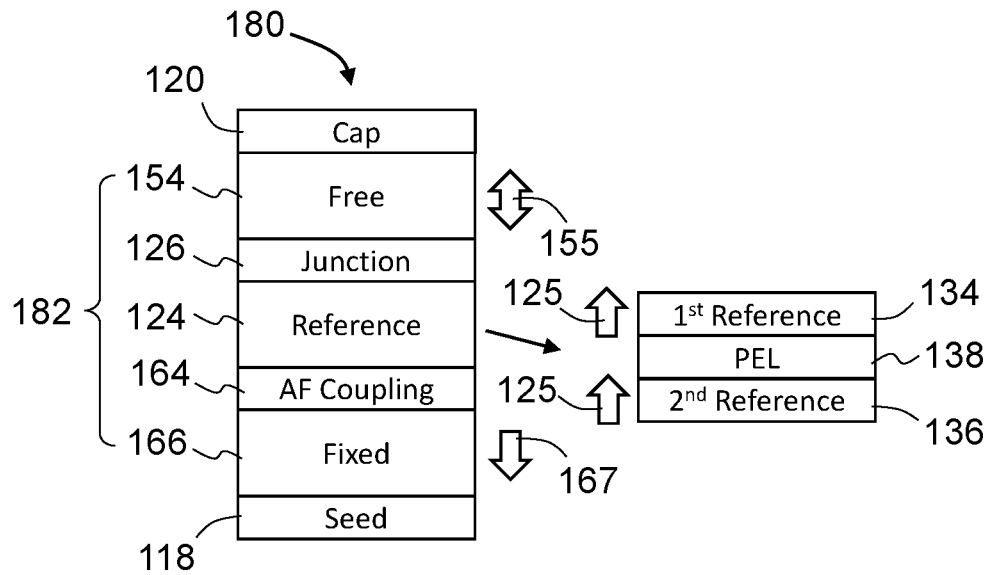 180
120
Cap
154
Free
155
126
Junction
182
124
Reference
125
1st Reference
134
PEL
138
164
AF Coupling
125
2nd Reference
136
166
Fixed
167
118
Seed